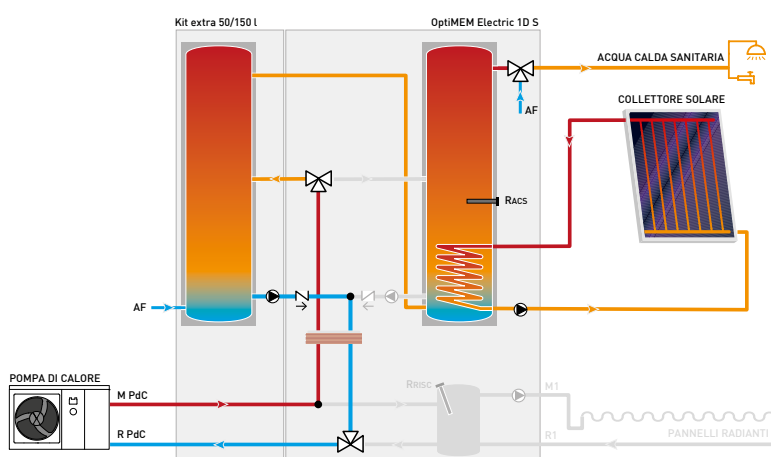 Kit extra 50/150 l
OptiMEM Electric 1D S
ACQUA CALDA SANITARIA
AF
COLLETTORE SOLARE
RACS
AF
POMPA DI CALORE
M PdC
RRISC
M1
R PdC
R1
PANNELLI RADIANTI